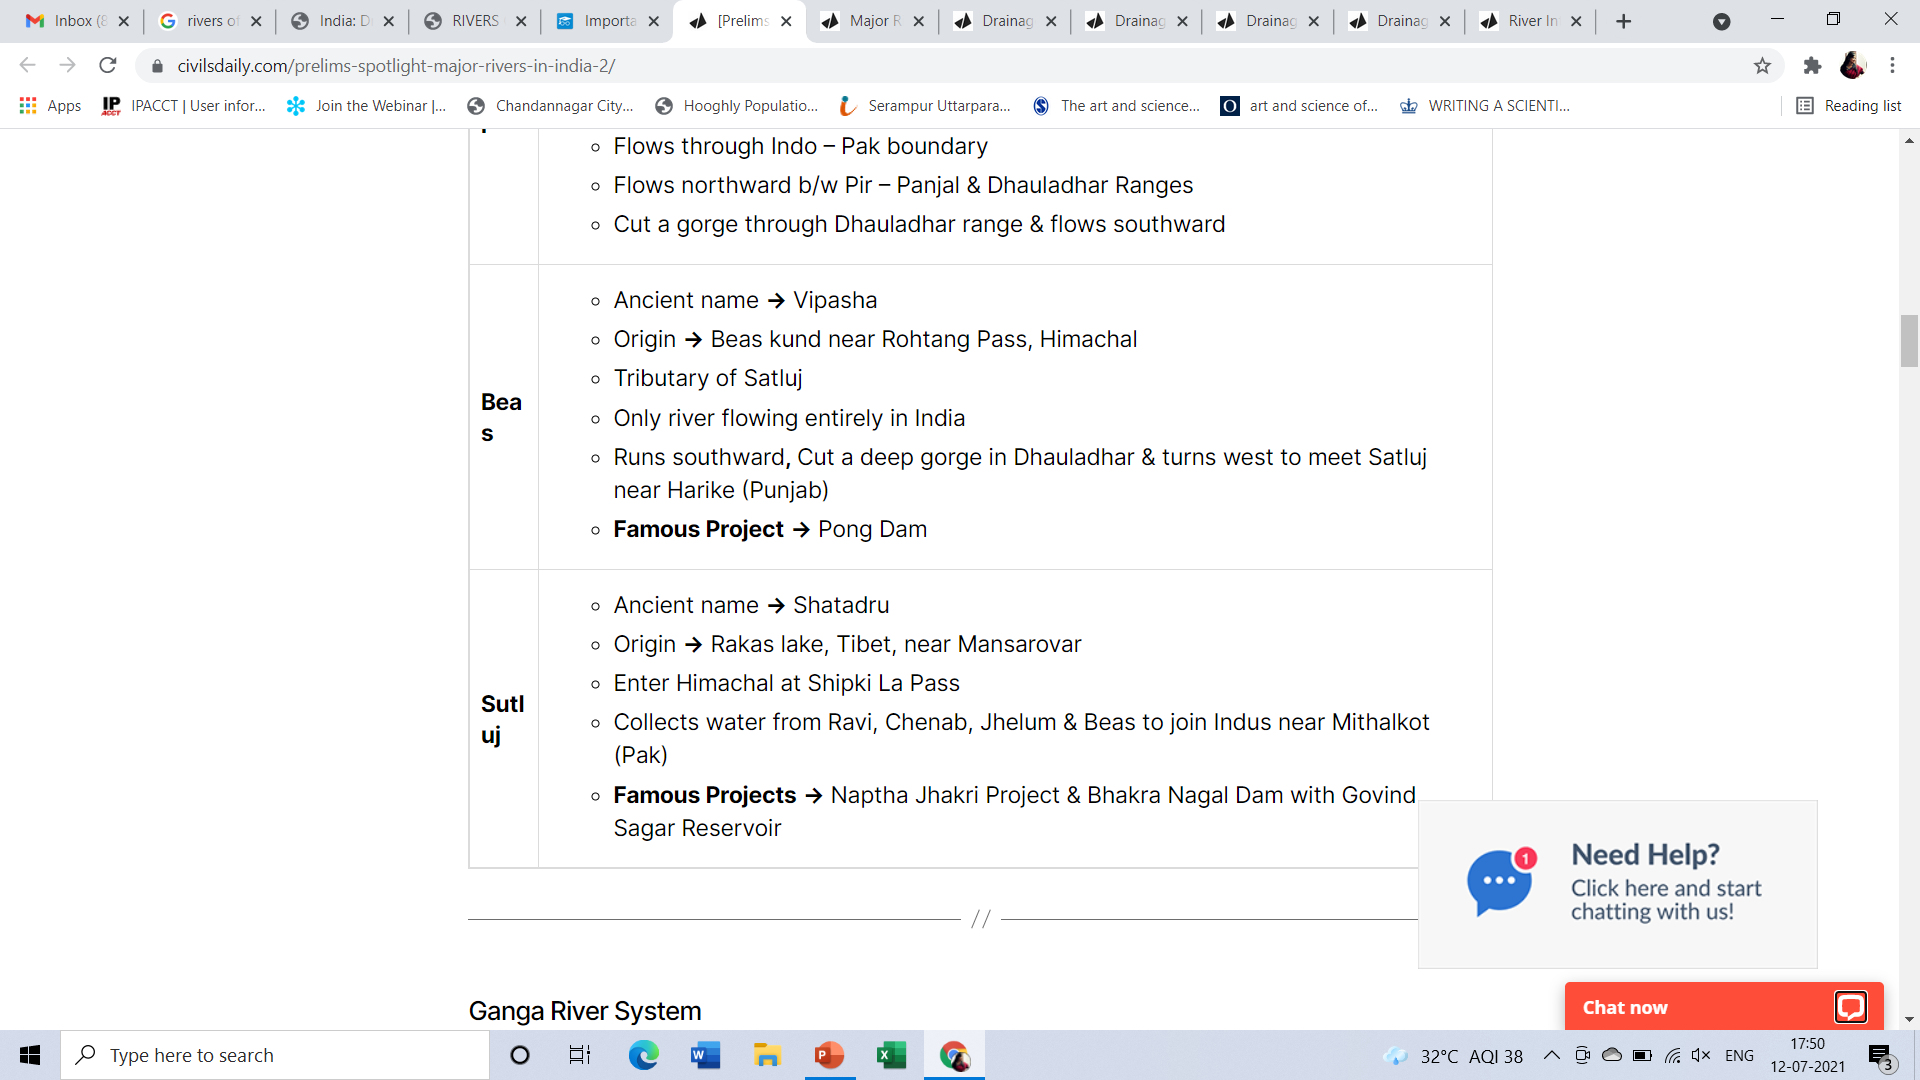 Inbox (8
rivers of
India: D
RIVERS
Importa
[Prelims
Major R
Drainag
Drainag
Drainag
Drainag
River In
civilsdaily.com/prelims-spotlight-major-rivers-in-india-2/
Apps
IPACCT | User infor...
Join the Webinar |...
Chandannagar City...
Hooghly Populatio...
Serampur Uttarpara...
The art and science...
art and science of...
WRITING A SCIENTI...
Reading list
Flows through Indo – Pak boundary
Flows northward b/w Pir – Panjal & Dhauladhar Ranges
Cut a gorge through Dhauladhar range & flows southward
Bea
s
Ancient name → Vipasha
Origin → Beas kund near Rohtang Pass, Himachal
Tributary of Satluj
Only river flowing entirely in India
Runs southward, Cut a deep gorge in Dhauladhar & turns west to meet Satluj
near Harike (Punjab)
Famous Project → Pong Dam
Sutl
uj
Ancient name → Shatadru
Origin → Rakas lake, Tibet, near Mansarovar
Enter Himachal at Shipki La Pass
Collects water from Ravi, Chenab, Jhelum & Beas to join Indus near Mithalkot
(Pak)
Famous Projects → Naptha Jhakri Project & Bhakra Nagal Dam with Govind
Sagar Reservoir
//
1
Need Help?
Click here and start
chatting with us!
Ganga River System
Chat now
Type here to search
32°C AQI 38
ENG
17:50
12-07-2021
3